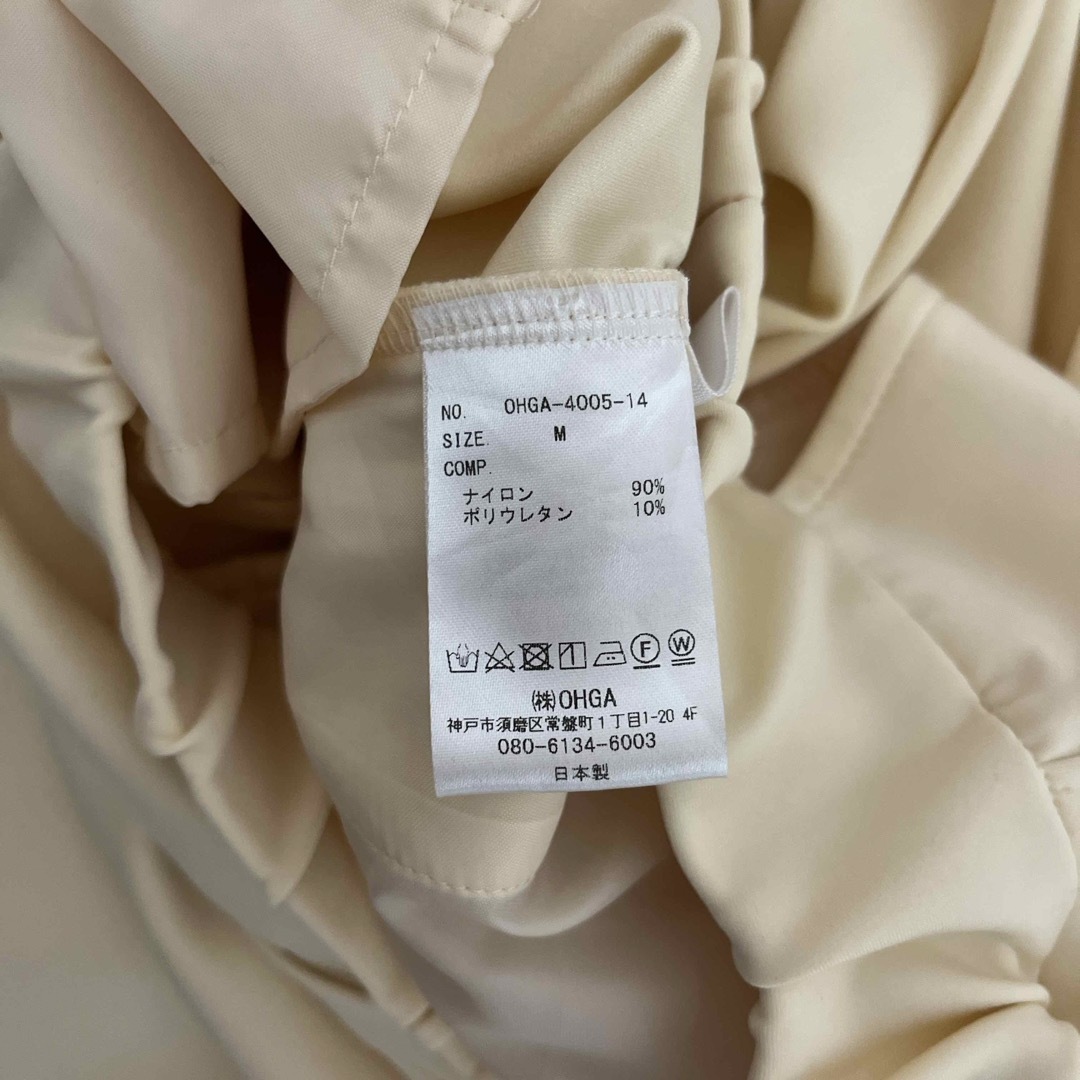 NO. OHGA-4005-14
SIZE. M
COMP.
ナイロン 90%
ポリウレタン 10%
F W
㈱OHGA
神戸市須磨区常盤町1丁目1-20 4F
080-6134-6003
日本製